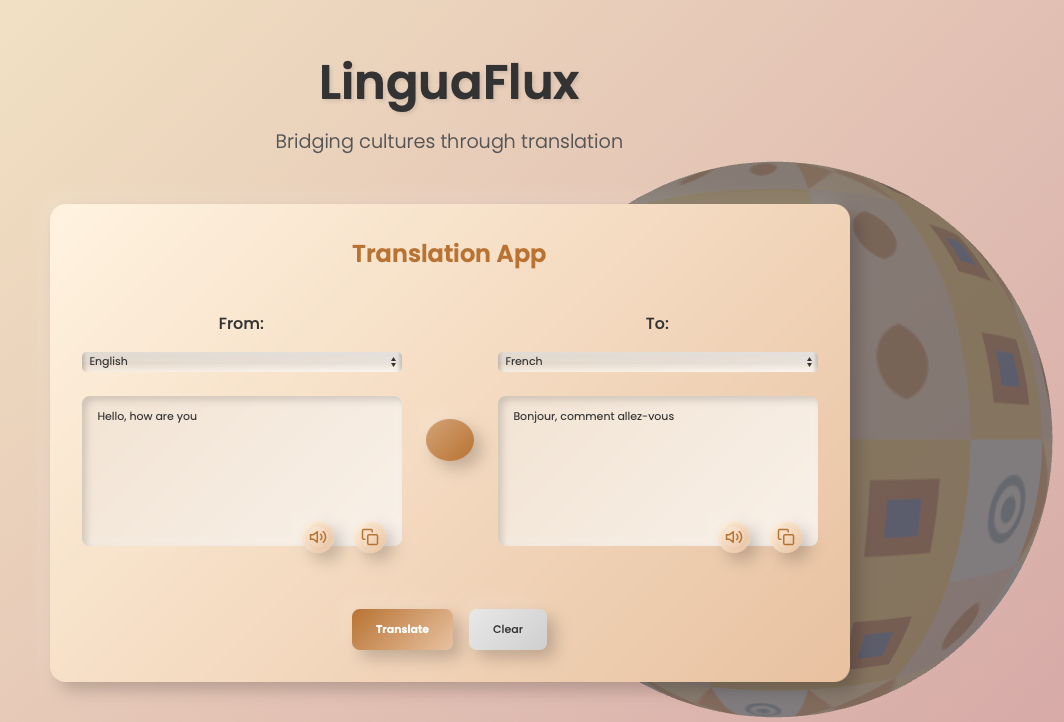 LinguaFlux
Bridging cultures through translation
Translation App
From:
To:
English
French
Hello, how are you
Bonjour, comment allez-vous
Translate
Clear